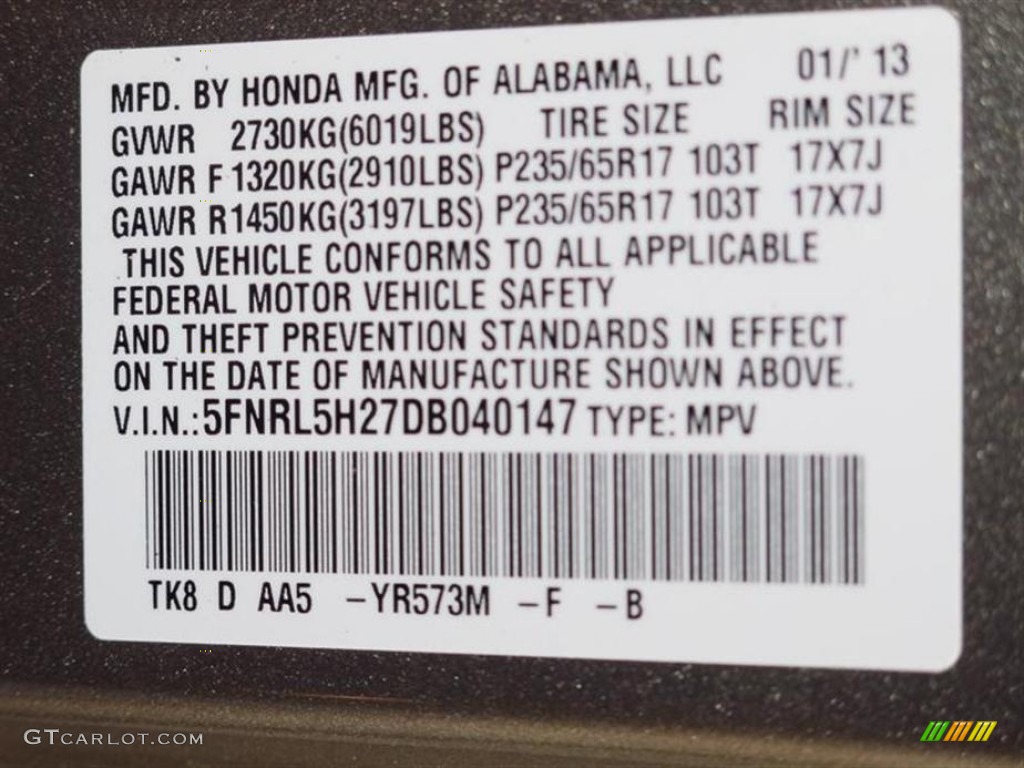 MFD. BY HONDA MFG. OF ALABAMA, LLC 01/' 13
GVWR 2730KG(6019LBS) TIRE SIZE RIM SIZE
GAWR F 1320KG(2910LBS) P235/65R17 103T 17X7J
GAWR R1450KG(3197LBS) P235/65R17 103T 17X7J
THIS VEHICLE CONFORMS TO ALL APPLICABLE
FEDERAL MOTOR VEHICLE SAFETY
AND THEFT PREVENTION STANDARDS IN EFFECT
ON THE DATE OF MANUFACTURE SHOWN ABOVE.
V.I.N.:5FNRL5H27DB040147 TYPE: MPV
TK8 D AA5 –YR573M –F –B
GTCARLOT.COM